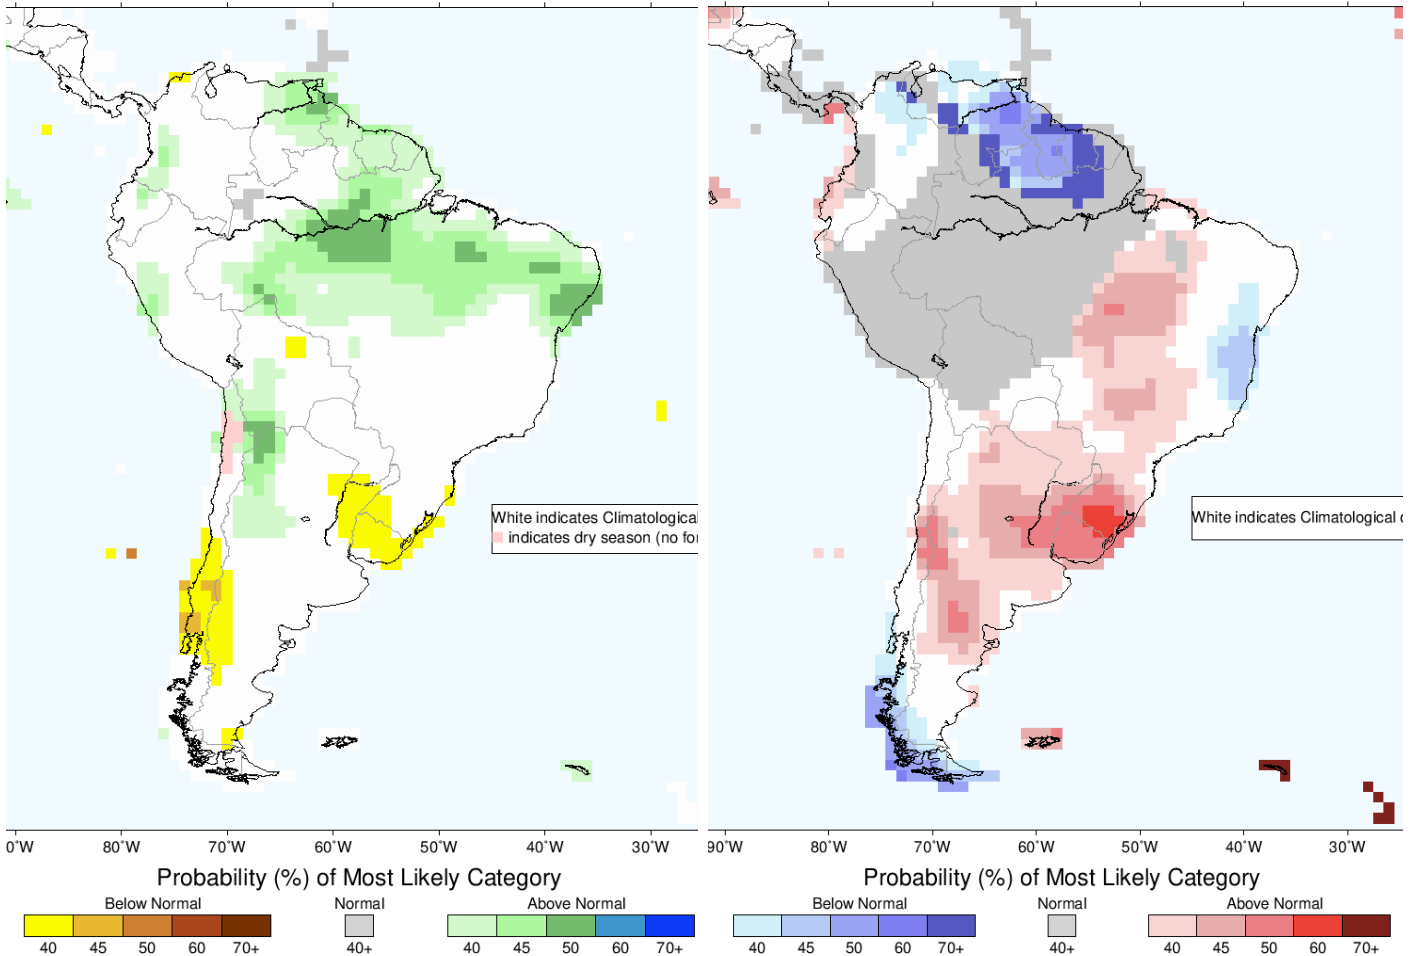 White indicates Climatological
indicates dry season (no for
0°W 80°W 70°W 60°W 50°W 40°W 30°W
Probability (%) of Most Likely Category
Below Normal Normal Above Normal
40 45 50 60 70+ 40+ 40 45 50 60 70+
White indicates Climatological c
90°W 80°W 70°W 60°W 50°W 40°W 30°W
Probability (%) of Most Likely Category
Below Normal Normal Above Normal
40 45 50 60 70+ 40+ 40 45 50 60 70+